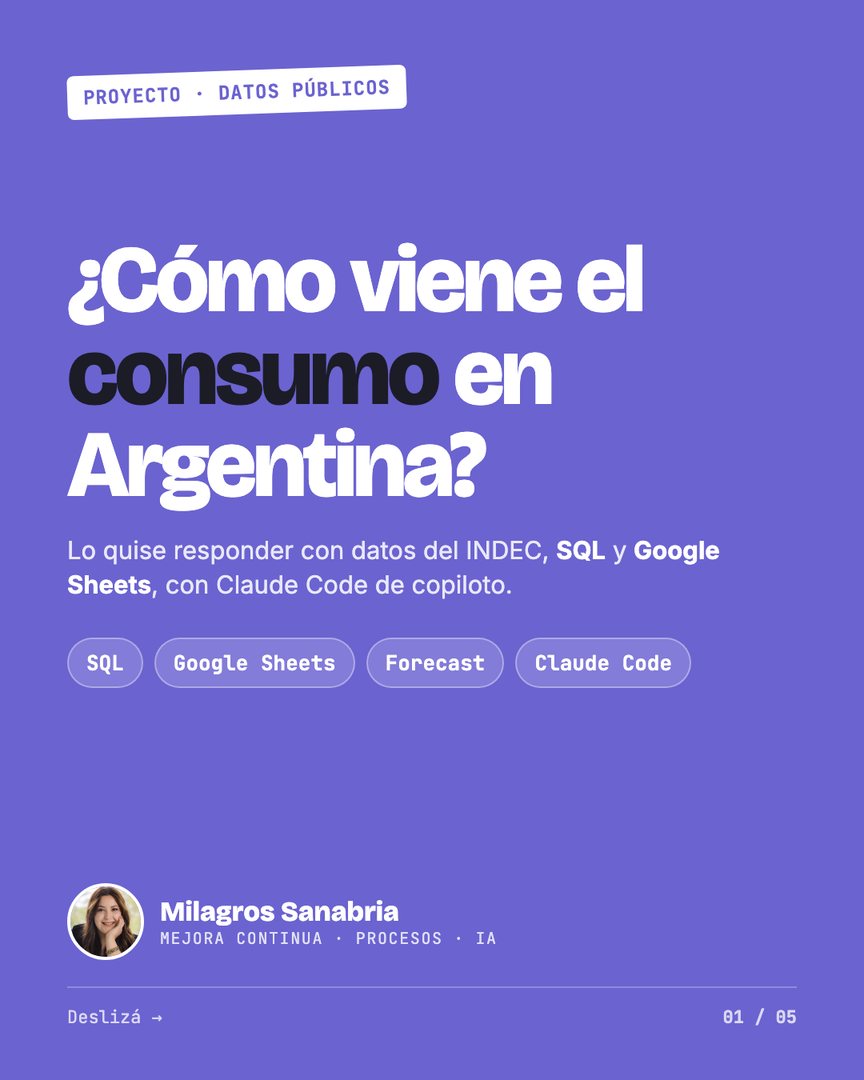 PROYECTO · DATOS PÚBLICOS
¿Cómo viene el
consumo en
Argentina?
Lo quise responder con datos del INDEC, SQL y Google
Sheets, con Claude Code de copiloto.
SQL Google Sheets Forecast Claude Code
Milagros Sanabria
MEJORA CONTINUA · PROCESOS · IA
Deslizá → 01 / 05